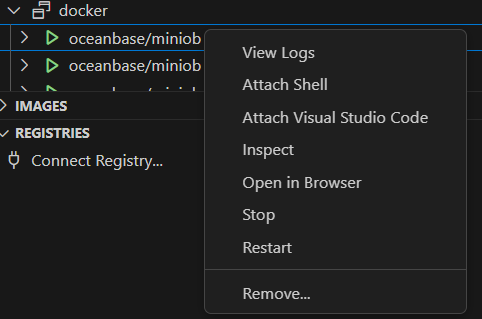 docker
oceanbase/miniob
oceanbase/miniob
IMAGES
REGISTRIES
Connect Registry...
View Logs
Attach Shell
Attach Visual Studio Code
Inspect
Open in Browser
Stop
Restart
Remove...